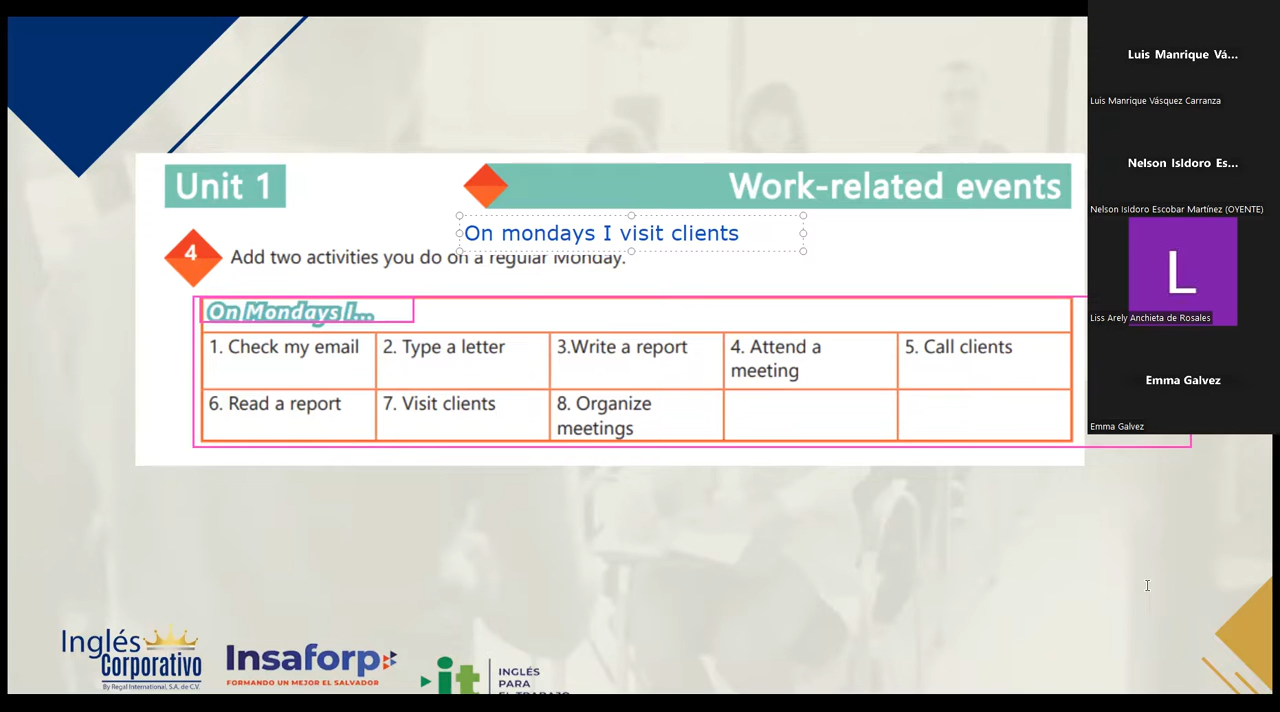 Unit 1
Work-related events
On mondays I visit clients
4
Add two activities you do on a regular Monday.
On Mondays I...
1. Check my email
2. Type a letter
3.Write a report
4. Attend a
meeting
5. Call clients
6. Read a report
7. Visit clients
8. Organize
meetings
Luis Manrique Vá...
Luis Manrique Vásquez Carranza
Nelson Isidoro Es...
Nelson Isidoro Escobar Martínez (OYENTE)
L
Liss Arely Anchieta de Rosales
Emma Galvez
Emma Galvez
Inglés
Corporativo
By Regal International, S.A. de C.V.
Insaforp
FORMANDO UN MEJOR EL SALVADOR
it
INGLÉS
PARA
EL TRABAJO